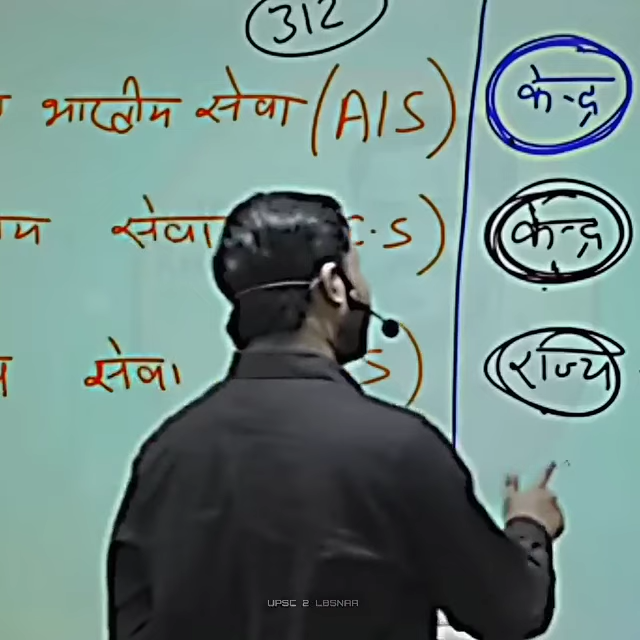 312
भारतीय सेवा (AIS) केन्द्र
सेवा C.S) केन्द्र
सेवा S) राज्य
UPSC 2 LBSNAA